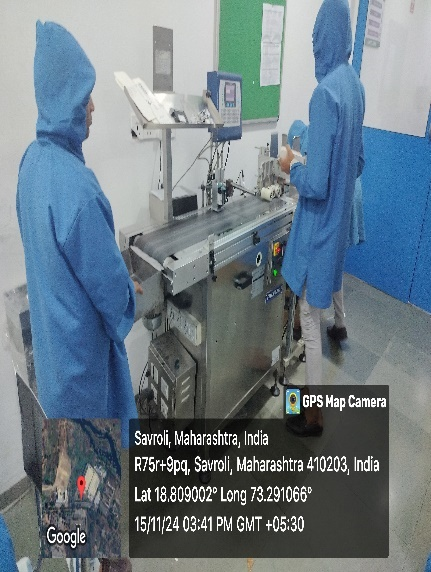 GPS Map Camera
Savroli, Maharashtra, India
R75r+9pq, Savroli, Maharashtra 410203, India
Lat 18.809002° Long 73.291066°
15/11/24 03:41 PM GMT +05:30
Google